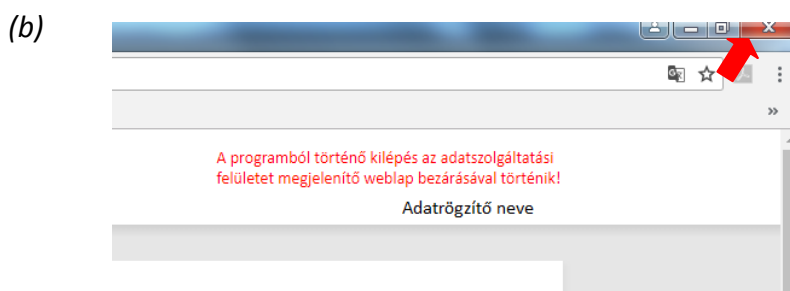 (b)
A programból történő kilépés az adatszolgáltatási
felületet megjelenítő weblap bezárásával történik!
Adatrögzítő neve